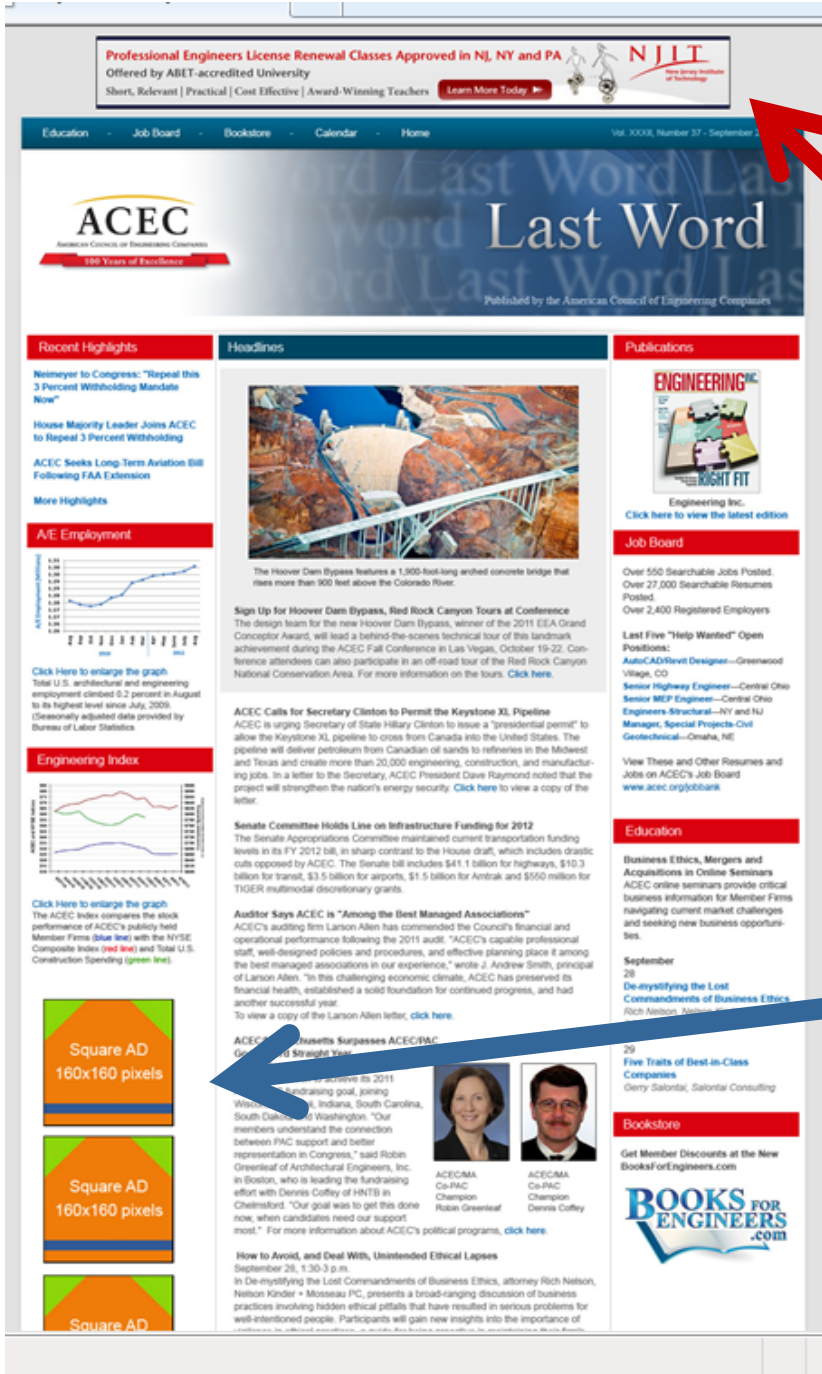 Professional Engineers License Renewal Classes Approved in NJ, NY and PA
Offered by ABET-accredited University
Short, Relevant | Practical | Cost Effective | Award-Winning Teachers
Learn More Today
NJIT
New Jersey Institute
of Technology
Education - Job Board - Bookstore - Calendar - Home
Vol. XXXII, Number 37 - September
ACEC
American Council of Engineering Companies
100 Years of Excellence
Last Word
Published by the American Council of Engineering Companies
Recent Highlights
Neimeyer to Congress: "Repeal this
3 Percent Withholding Mandate
Now"
House Majority Leader Joins ACEC
to Repeal 3 Percent Withholding
ACEC Seeks Long-Term Aviation Bill
Following FAA Extension
More Highlights
A/E Employment
A/E Employment (Millions)
2010
2011
Click Here to enlarge the graph
Total U.S. architectural and engineering
employment climbed 0.2 percent in August
to its highest level since July, 2009.
(Seasonally adjusted data provided by
Bureau of Labor Statistics
Engineering Index
Click Here to enlarge the graph
The ACEC Index compares the stock
performance of ACEC's publicly held
Member Firms (blue line) with the NYSE
Composite Index (red line) and Total U.S.
Construction Spending (green line).
Square AD
160x160 pixels
Square AD
160x160 pixels
Square AD
Headlines
The Hoover Dam Bypass features a 1,900-foot-long arched concrete bridge that
rises more than 900 feet above the Colorado River.
Sign Up for Hoover Dam Bypass, Red Rock Canyon Tours at Conference
The design team for the new Hoover Dam Bypass, winner of the 2011 EEA Grand
Conceptor Award, will lead a behind-the-scenes technical tour of this landmark
achievement during the ACEC Fall Conference in Las Vegas, October 19-22. Con-
ference attendees can also participate in an off-road tour of the Red Rock Canyon
National Conservation Area. For more information on the tours. Click here.
ACEC Calls for Secretary Clinton to Permit the Keystone XL Pipeline
ACEC is urging Secretary of State Hillary Clinton to issue a "presidential permit" to
allow the Keystone XL pipeline to cross from Canada into the United States. The
pipeline will deliver petroleum from Canadian oil sands to refineries in the Midwest
and Texas and create more than 20,000 engineering, construction, and manufactur-
ing jobs. In a letter to the Secretary, ACEC President Dave Raymond noted that the
project will strengthen the nation's energy security. Click here to view a copy of the
letter.
Senate Committee Holds Line on Infrastructure Funding for 2012
The Senate Appropriations Committee maintained current transportation funding
levels in its FY 2012 bill, in sharp contrast to the House draft, which includes drastic
cuts opposed by ACEC. The Senate bill includes $41.1 billion for highways, $10.3
billion for transit, $3.5 billion for airports, $1.5 billion for Amtrak and $550 million for
TIGER multimodal discretionary grants.
Auditor Says ACEC is "Among the Best Managed Associations"
ACEC's auditing firm Larson Allen has commended the Council's financial and
operational performance following the 2011 audit. "ACEC's capable professional
staff, well-designed policies and procedures, and effective planning place it among
the best managed associations in our experience," wrote J. Andrew Smith, principal
of Larson Allen. "In this challenging economic climate, ACEC has preserved its
financial health, established a solid foundation for continued progress, and had
another successful year.
To view a copy of the Larson Allen letter, click here.
husetts Surpasses ACEC/PAC
Straight Year
to achieve its 2011
fundraising goal, joining
Indiana, South Carolina,
South Dakota Washington. "Our
members understand the connection
between PAC support and better
representation in Congress," said Robin
Greenleaf of Architectural Engineers, Inc.
in Boston, who is leading the fundraising
effort with Dennis Coffey of HNTB in
Chelmsford. "Our goal was to get this done
now, when candidates need our support
most." For more information about ACEC's political programs, click here.
ACEC/MA
Co-PAC
Champion
Robin Greenleaf
ACEC/MA
Co-PAC
Champion
Dennis Coffey
How to Avoid, and Deal With, Unintended Ethical Lapses
September 28, 1:30-3 p.m.
In De-mystifying the Lost Commandments of Business Ethics, attorney Rich Nelson,
Nelson Kinder + Mosseau PC, presents a broad-ranging discussion of business
practices involving hidden ethical pitfalls that have resulted in serious problems for
well-intentioned people. Participants will gain new insights into the importance of
Publications
ENGINEERING INC.
RIGHT FIT
Engineering Inc.
Click here to view the latest edition
Job Board
Over 550 Searchable Jobs Posted.
Over 27,000 Searchable Resumes
Posted.
Over 2,400 Registered Employers
Last Five "Help Wanted" Open
Positions:
AutoCAD/Revit Designer—Greenwood
Village, CO
Senior Highway Engineer—Central Ohio
Senior MEP Engineer—Central Ohio
Engineers-Structural—NY and NJ
Manager, Special Projects-Civil
Geotechnical—Omaha, NE
View These and Other Resumes and
Jobs on ACEC's Job Board
www.acec.org/jobbank
Education
Business Ethics, Mergers and
Acquisitions in Online Seminars
ACEC online seminars provide critical
business information for Member Firms
navigating current market challenges
and seeking new business opportuni-
ties.
September
28
De-mystifying the Lost
Commandments of Business Ethics
Rich Nelson, Nelson
29
Five Traits of Best-in-Class
Companies
Gerry Salontai, Salontai Consulting
Bookstore
Get Member Discounts at the New
BooksForEngineers.com
BOOKS FOR
ENGINEERS
.com